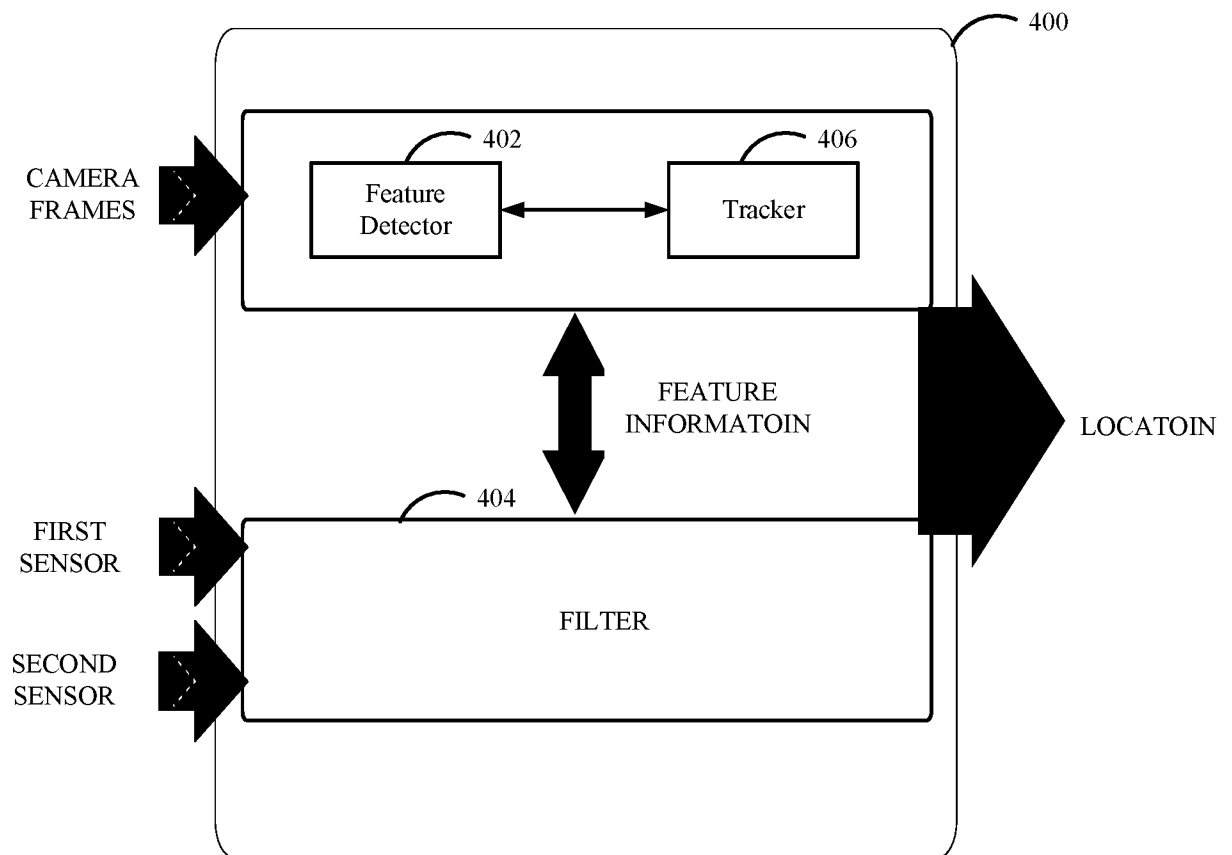 400
402
406
CAMERA
FRAMES
Feature
Detector
Tracker
FEATURE
INFORMATOIN
LOCATOIN
404
FIRST
SENSOR
FILTER
SECOND
SENSOR